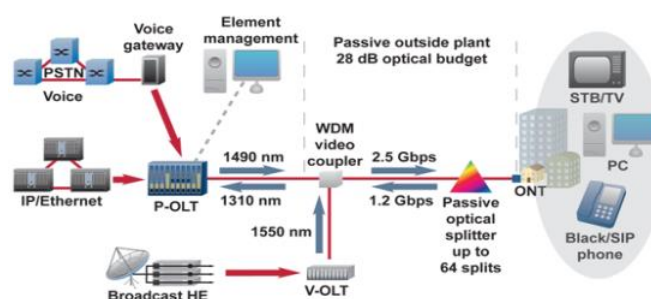 Voice
gateway
Element
management
Passive outside plant
28 dB optical budget
PSTN
Voice
STB/TV
WDM
video
coupler
1490 nm
2.5 Gbps
PC
IP/Ethernet
P-OLT
1310 nm
1.2 Gbps
ONT
Passive
optical
splitter
up to
64 splits
1550 nm
Black/SIP
phone
Broadcast HE
V-OLT